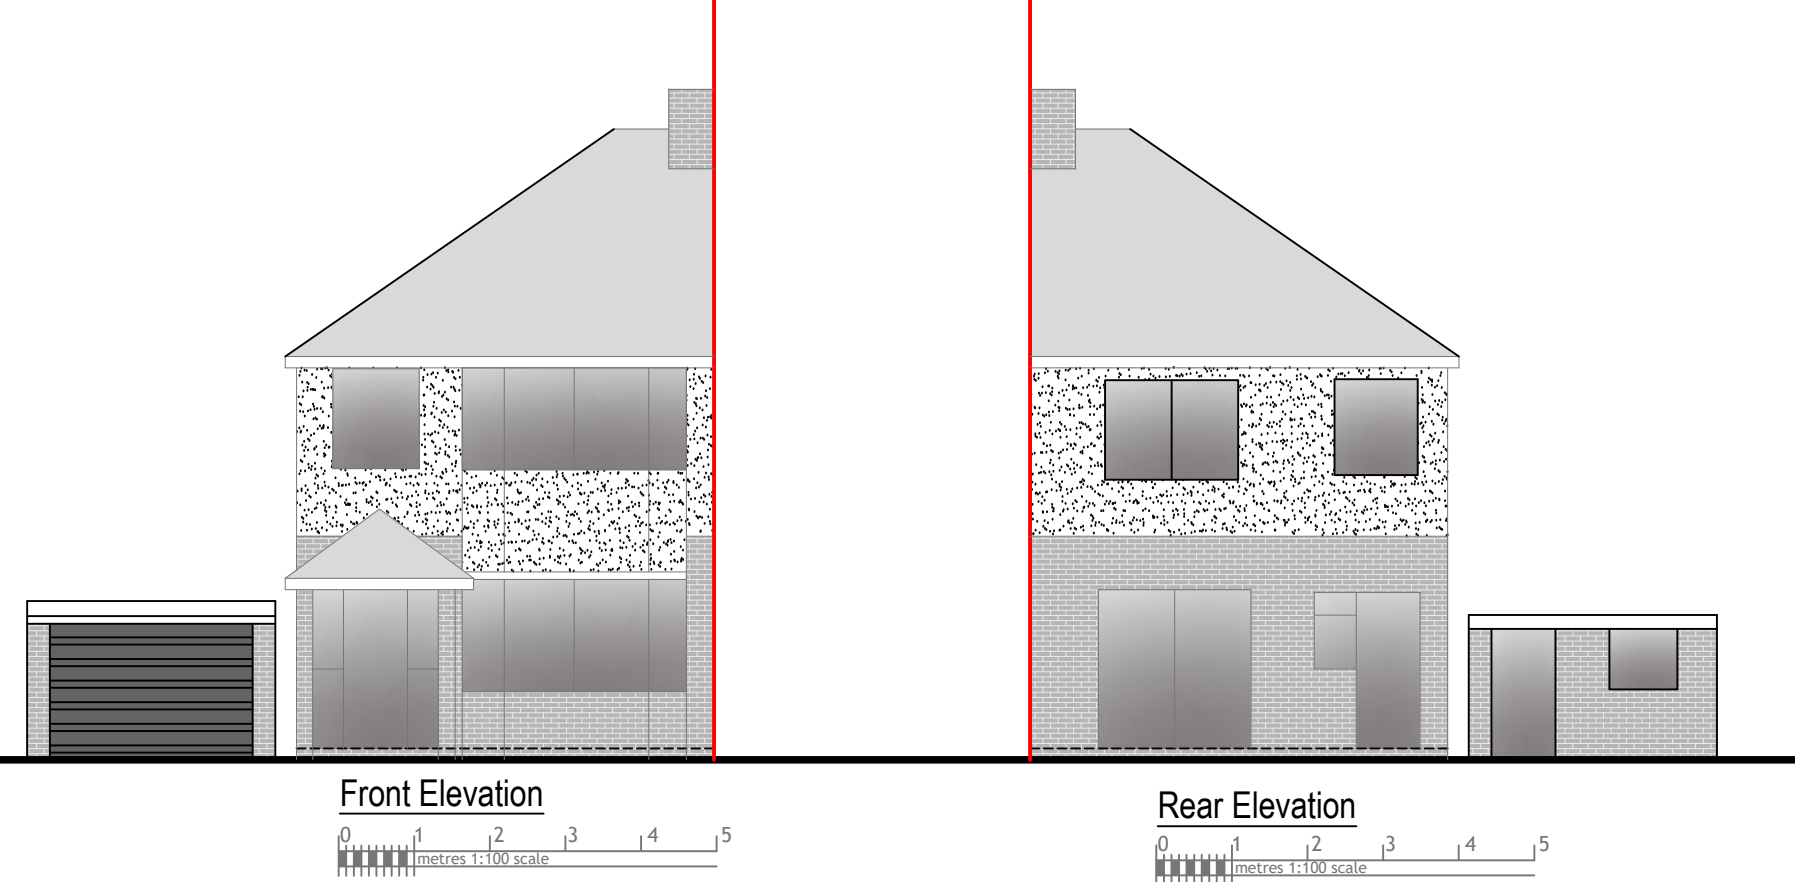 Front Elevation
0 1 2 3 4 5
metres 1:100 scale
Rear Elevation
0 1 2 3 4 5
metres 1:100 scale